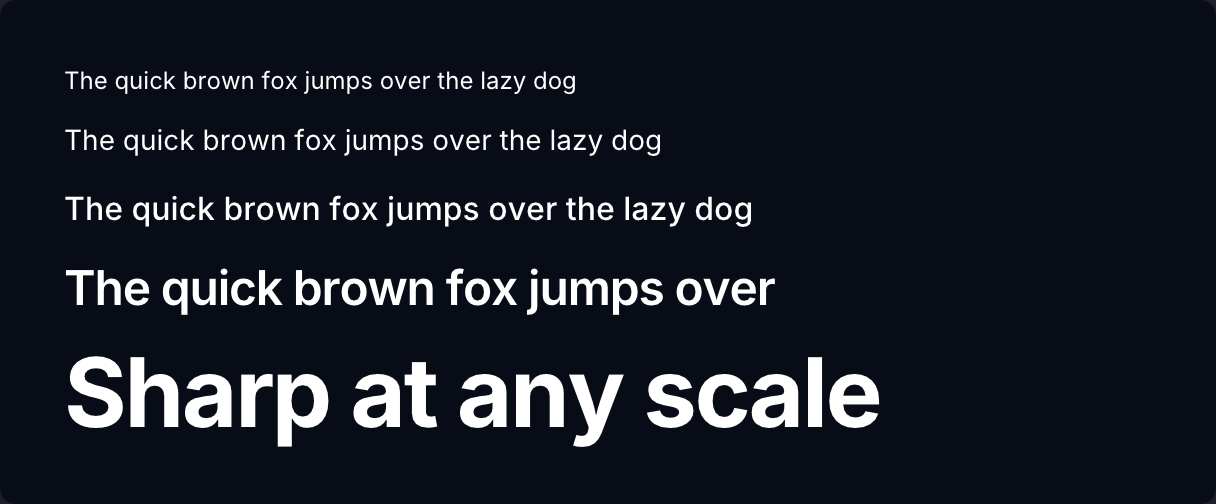 The quick brown fox jumps over the lazy dog
The quick brown fox jumps over the lazy dog
The quick brown fox jumps over the lazy dog
The quick brown fox jumps over
Sharp at any scale